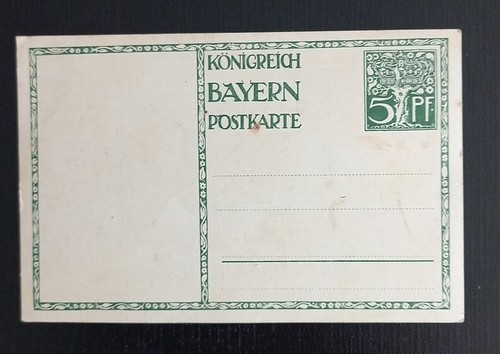 KÖNIGREICH
BAYERN
POSTKARTE
5 PF.